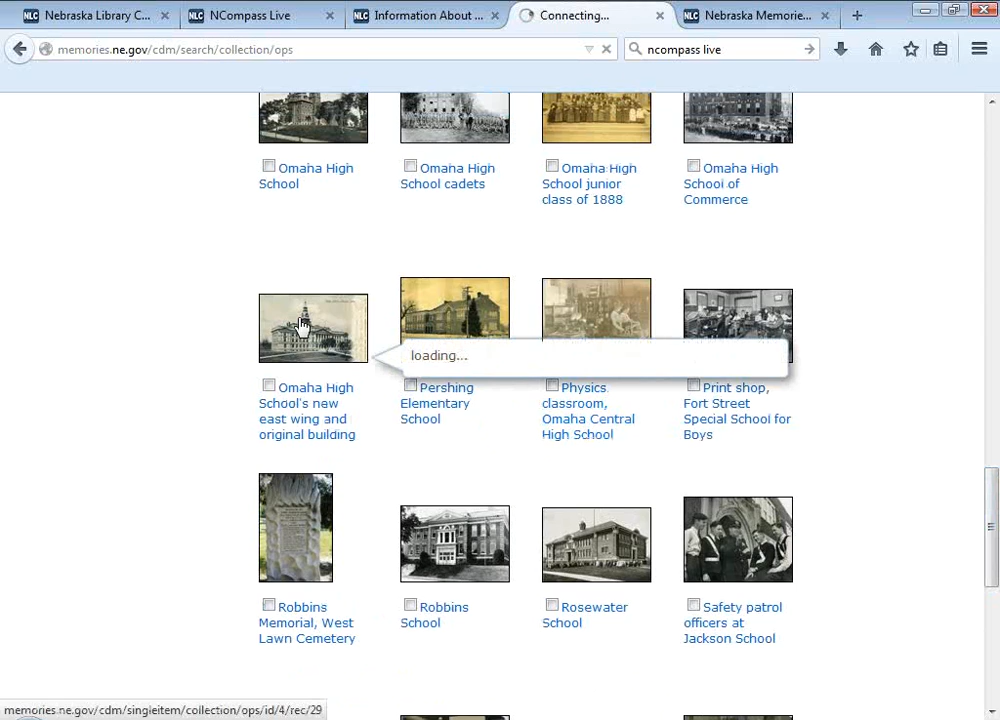 Nebraska Library C...
NCompass Live
Information About ...
Connecting...
Nebraska Memorie...
memories.ne.gov/cdm/search/collection/ops
ncompass live
Omaha High
School
Omaha High
School cadets
Omaha High
School junior
class of 1888
Omaha High
School of
Commerce
loading...
Omaha High
School's new
east wing and
original building
Pershing
Elementary
School
Physics
classroom,
Omaha Central
High School
Print shop,
Fort Street
Special School for
Boys
Robbins
Memorial, West
Lawn Cemetery
Robbins
School
Rosewater
School
Safety patrol
officers at
Jackson School
memories.ne.gov/cdm/singleitem/collection/ops/id/4/rec/29